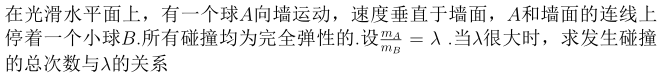 在光滑水平面上，有一个球A向墙运动，速度垂直于墙面，A和墙面的连线上
停着一个小球B.所有碰撞均为完全弹性的.设$\frac{m_A}{m_B} = \lambda$ .当λ很大时，求发生碰撞
的总次数与λ的关系